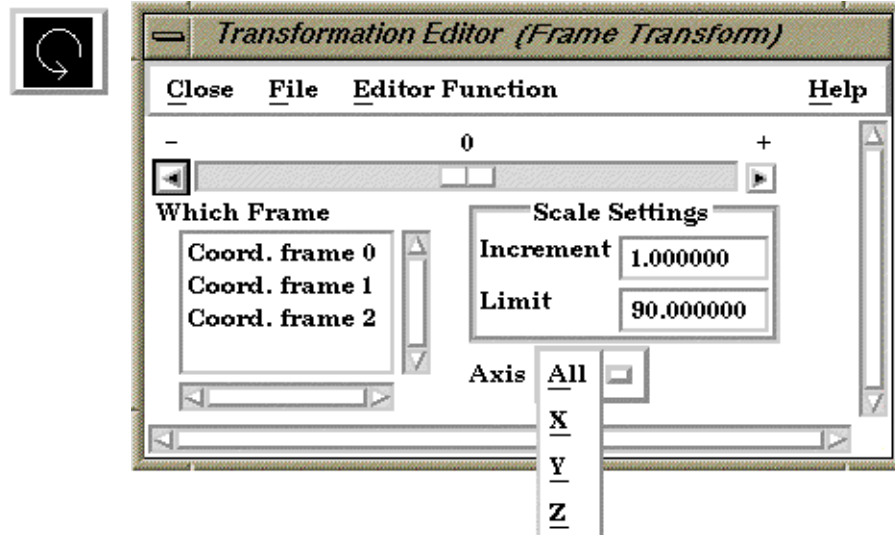 Transformation Editor (Frame Transform)
Close File Editor Function Help
- 0 +
Which Frame
Coord. frame 0
Coord. frame 1
Coord. frame 2
Scale Settings
Increment 1.000000
Limit 90.000000
Axis All
X
Y
Z